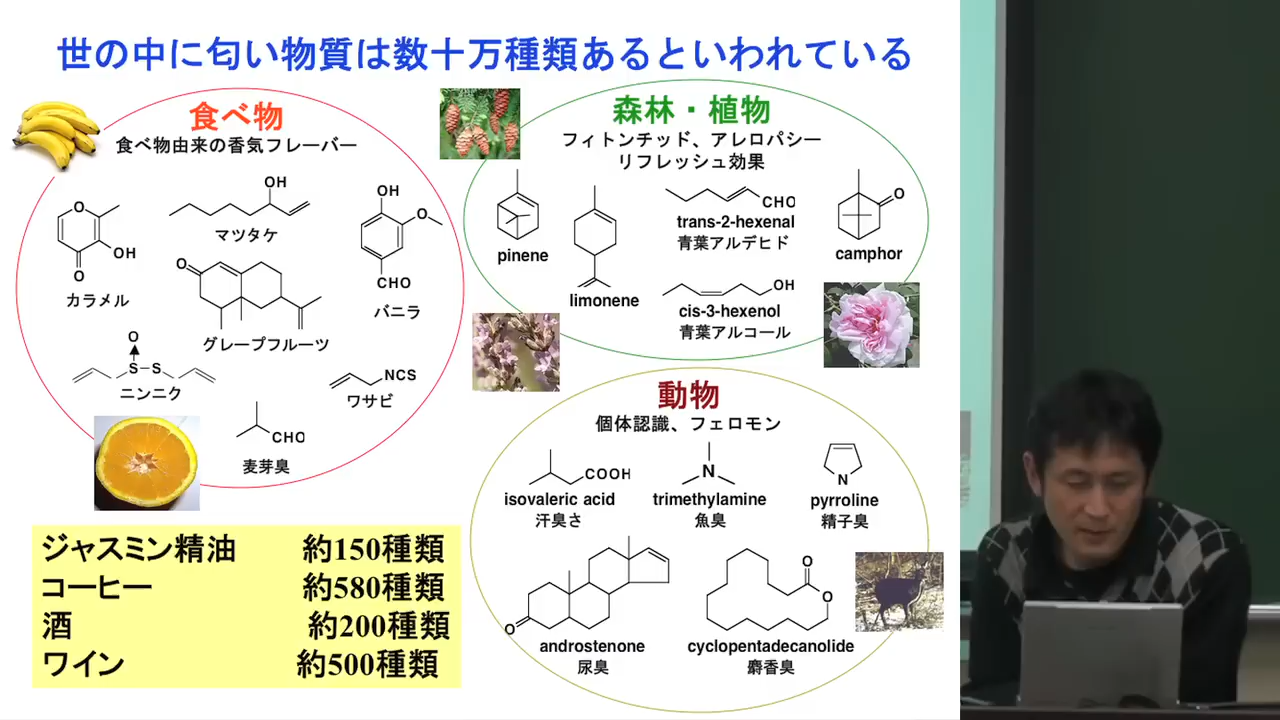 世の中に匂い物質は数十万種類あるといわれている
食べ物
食べ物由来の香気フレーバー
O
OH
O
カラメル
OH
マツタケ
OH
O
CHO
バニラ
O
グレープフルーツ
O
S-S
ニンニク
NCS
ワサビ
CHO
麦芽臭
森林・植物
フィトンチッド、アレロパシー
リフレッシュ効果
pinene
limonene
CHO
trans-2-hexenal
青葉アルデヒド
OH
cis-3-hexenol
青葉アルコール
O
camphor
動物
個体認識、フェロモン
COOH
isovaleric acid
汗臭さ
N
trimethylamine
魚臭
N
pyrroline
精子臭
O
androstenone
尿臭
O
O
cyclopentadecanolide
麝香臭
ジャスミン精油 約150種類
コーヒー 約580種類
酒 約200種類
ワイン 約500種類